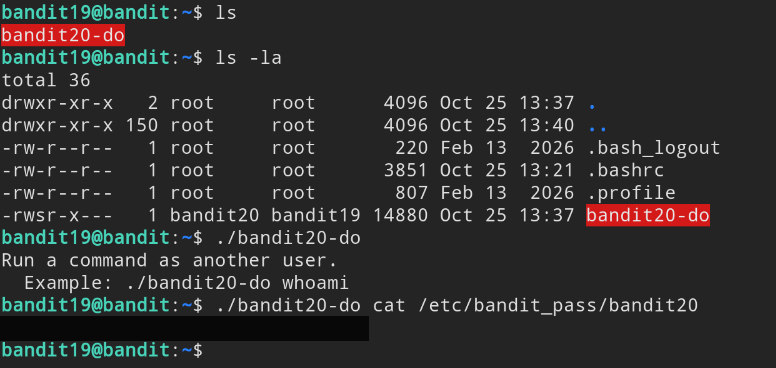 bandit19@bandit:~$ ls
bandit20-do
bandit19@bandit:~$ ls -la
total 36
drwxr-xr-x   2 root     root      4096 Oct 25 13:37 .
drwxr-xr-x 150 root     root      4096 Oct 25 13:40 ..
-rw-r--r--   1 root     root       220 Feb 13  2026 .bash_logout
-rw-r--r--   1 root     root      3851 Oct 25 13:21 .bashrc
-rw-r--r--   1 root     root       807 Feb 13  2026 .profile
-rwsr-x---   1 bandit20 bandit19 14880 Oct 25 13:37 bandit20-do
bandit19@bandit:~$ ./bandit20-do
Run a command as another user.
  Example: ./bandit20-do whoami
bandit19@bandit:~$ ./bandit20-do cat /etc/bandit_pass/bandit20
bandit19@bandit:~$